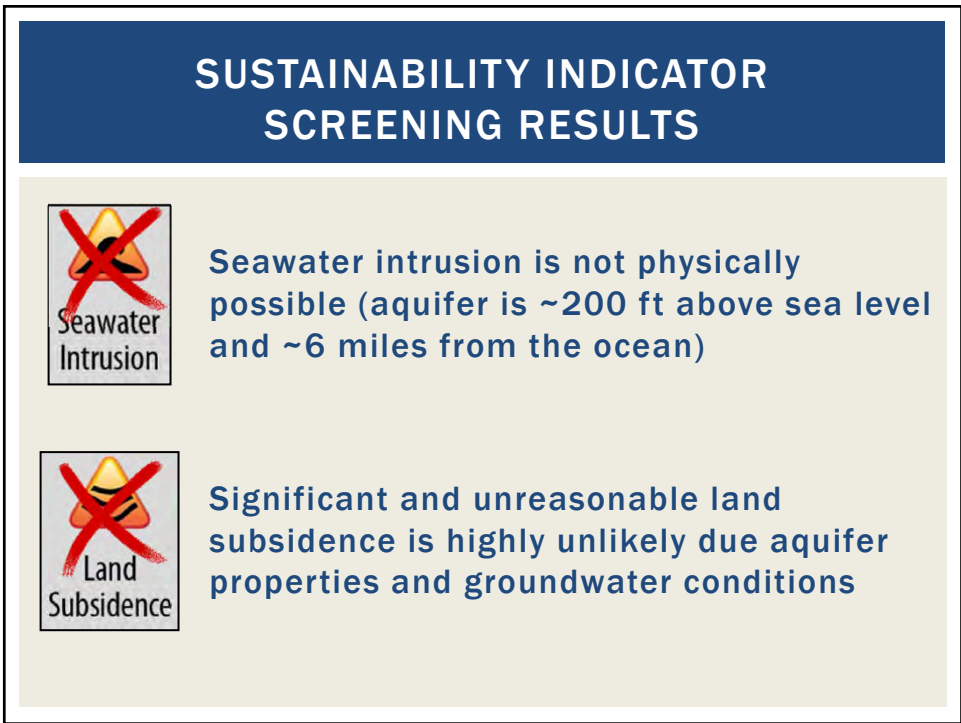 SUSTAINABILITY INDICATOR
SCREENING RESULTS
Seawater
Intrusion
Seawater intrusion is not physically
possible (aquifer is ~200 ft above sea level
and ~6 miles from the ocean)
Land
Subsidence
Significant and unreasonable land
subsidence is highly unlikely due aquifer
properties and groundwater conditions